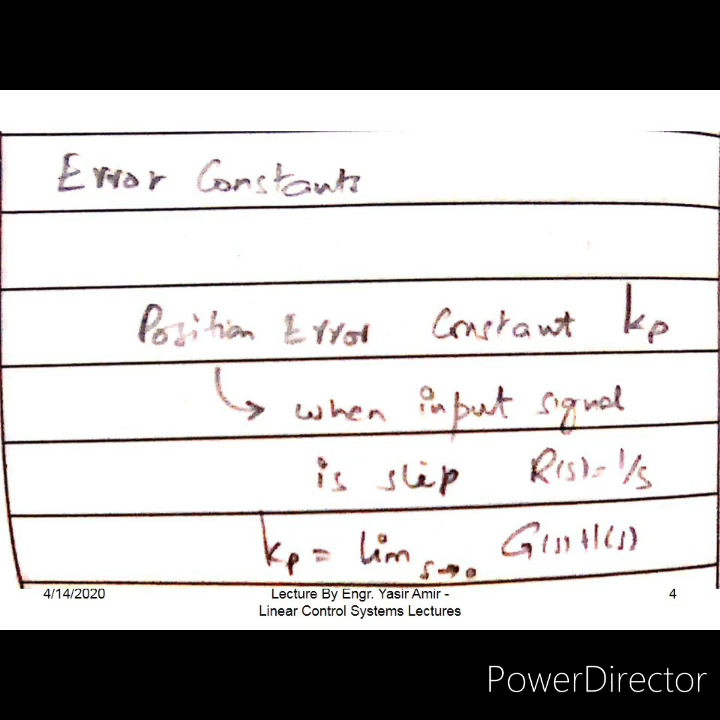 Error Constants
Position Error Constant kp
↳ when input signal
is step R(s)=1/s
kp = lim s→0 G(s)H(s)
4/14/2020
Lecture By Engr. Yasir Amir -
Linear Control Systems Lectures
4
PowerDirector